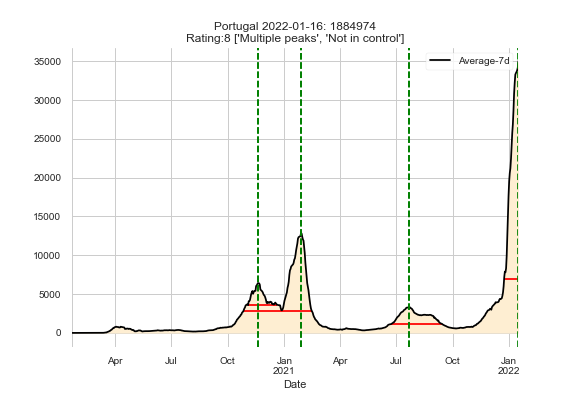 Portugal 2022-01-16: 1884974
Rating:8 ['Multiple peaks', 'Not in control']
Average-7d
35000
30000
25000
20000
15000
10000
5000
0
Apr Jul Oct Jan Apr Jul Oct Jan
2021 2022
Date